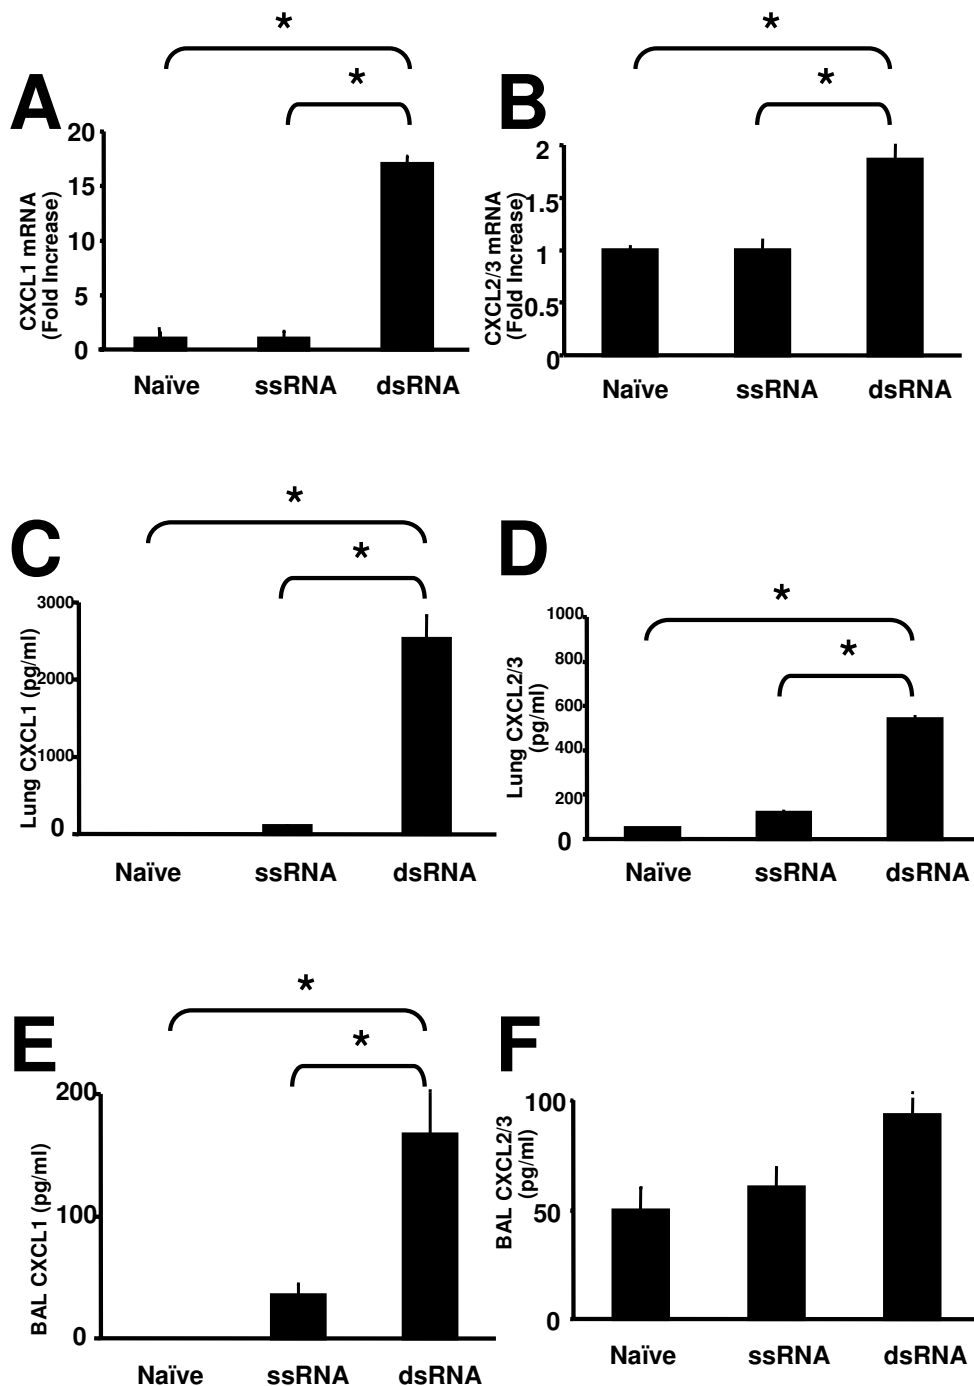 *
*
A
20
15
10
5
0
CXCL1 mRNA
(Fold Increase)
Naïve ssRNA dsRNA
*
*
B
2
1.5
1
0.5
0
CXCL2/3 mRNA
(Fold Increase)
Naïve ssRNA dsRNA
*
*
C
3000
2000
1000
0
Lung CXCL1 (pg/ml)
Naïve ssRNA dsRNA
*
*
D
1000
800
600
400
200
0
Lung CXCL2/3
(pg/ml)
Naïve ssRNA dsRNA
*
*
E
200
100
0
BAL CXCL1 (pg/ml)
Naïve ssRNA dsRNA
F
100
50
0
BAL CXCL2/3
(pg/ml)
Naïve ssRNA dsRNA